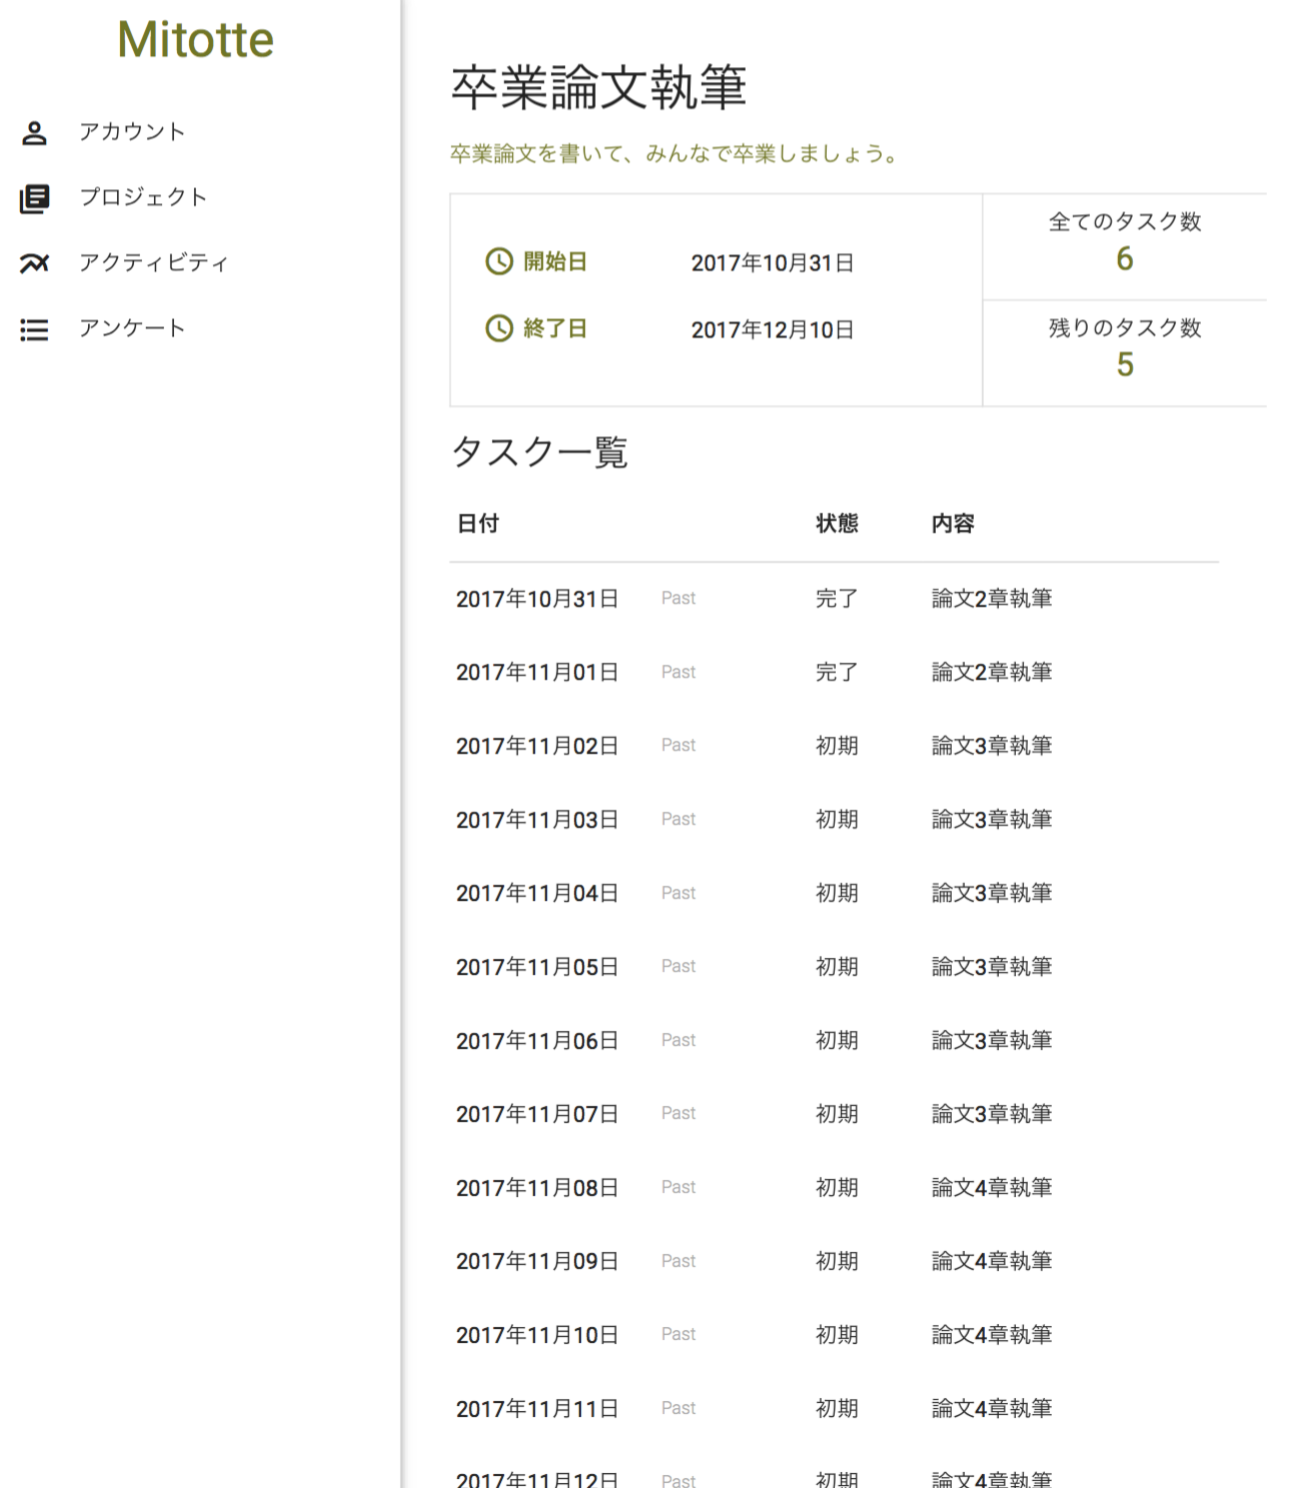 Mitotte
アカウント
プロジェクト
アクティビティ
アンケート
卒業論文執筆
卒業論文を書いて、みんなで卒業しましょう。
開始日 2017年10月31日
終了日 2017年12月10日
全てのタスク数
6
残りのタスク数
5
タスク一覧
日付 状態 内容
2017年10月31日 Past 完了 論文2章執筆
2017年11月01日 Past 完了 論文2章執筆
2017年11月02日 Past 初期 論文3章執筆
2017年11月03日 Past 初期 論文3章執筆
2017年11月04日 Past 初期 論文3章執筆
2017年11月05日 Past 初期 論文3章執筆
2017年11月06日 Past 初期 論文3章執筆
2017年11月07日 Past 初期 論文3章執筆
2017年11月08日 Past 初期 論文4章執筆
2017年11月09日 Past 初期 論文4章執筆
2017年11月10日 Past 初期 論文4章執筆
2017年11月11日 Past 初期 論文4章執筆
2017年11月12日 Past 初期 論文4章執筆